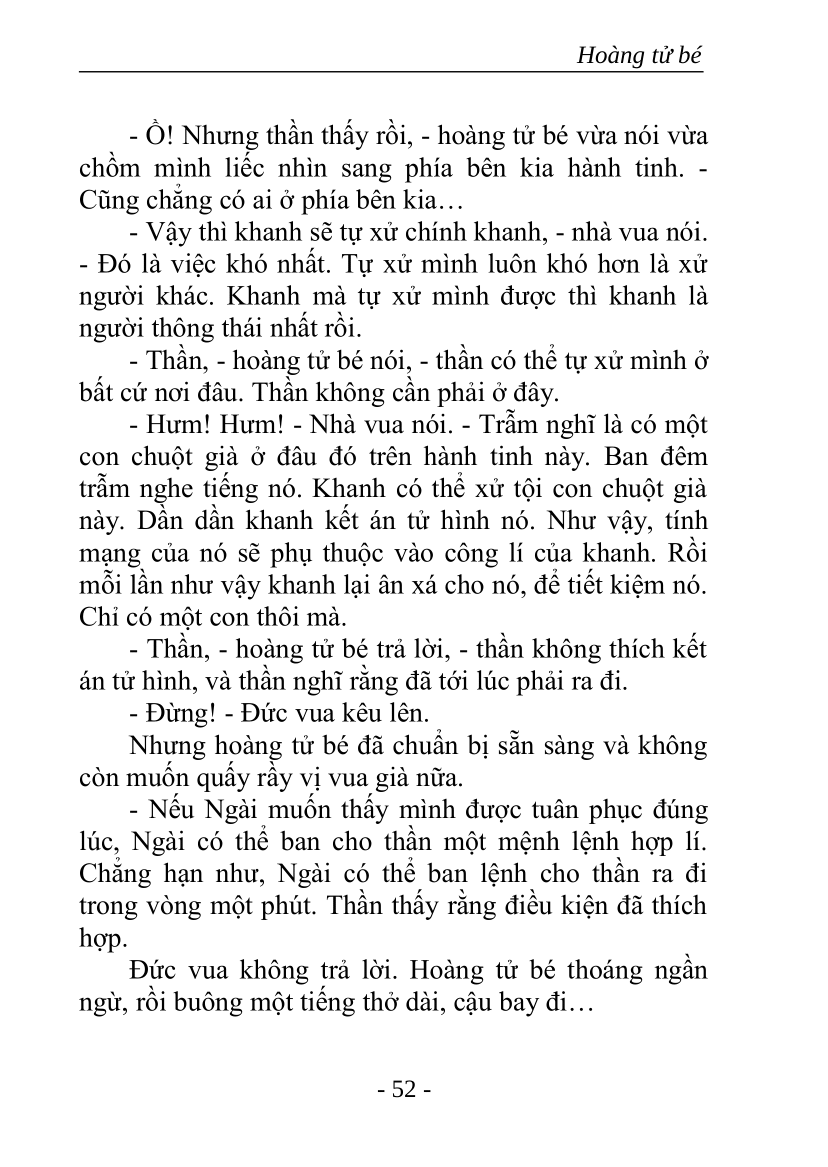 Hoàng tử bé
- Ồ! Nhưng thần thấy rồi, - hoàng tử bé vừa nói vừa
chồm mình liếc nhìn sang phía bên kia hành tinh. -
Cũng chẳng có ai ở phía bên kia…
- Vậy thì khanh sẽ tự xử chính khanh, - nhà vua nói.
- Đó là việc khó nhất. Tự xử mình luôn khó hơn là xử
người khác. Khanh mà tự xử mình được thì khanh là
người thông thái nhất rồi.
- Thần, - hoàng tử bé nói, - thần có thể tự xử mình ở
bất cứ nơi đâu. Thần không cần phải ở đây.
- Hưm! Hưm! - Nhà vua nói. - Trẫm nghĩ là có một
con chuột già ở đâu đó trên hành tinh này. Ban đêm
trẫm nghe tiếng nó. Khanh có thể xử tội con chuột già
này. Dần dần khanh kết án tử hình nó. Như vậy, tính
mạng của nó sẽ phụ thuộc vào công lí của khanh. Rồi
mỗi lần như vậy khanh lại ân xá cho nó, để tiết kiệm nó.
Chỉ có một con thôi mà.
- Thần, - hoàng tử bé trả lời, - thần không thích kết
án tử hình, và thần nghĩ rằng đã tới lúc phải ra đi.
- Đừng! - Đức vua kêu lên.
Nhưng hoàng tử bé đã chuẩn bị sẵn sàng và không
còn muốn quấy rầy vị vua già nữa.
- Nếu Ngài muốn thấy mình được tuân phục đúng
lúc, Ngài có thể ban cho thần một mệnh lệnh hợp lí.
Chẳng hạn như, Ngài có thể ban lệnh cho thần ra đi
trong vòng một phút. Thần thấy rằng điều kiện đã thích
hợp.
Đức vua không trả lời. Hoàng tử bé thoáng ngần
ngừ, rồi buông một tiếng thở dài, cậu bay đi…
- 52 -